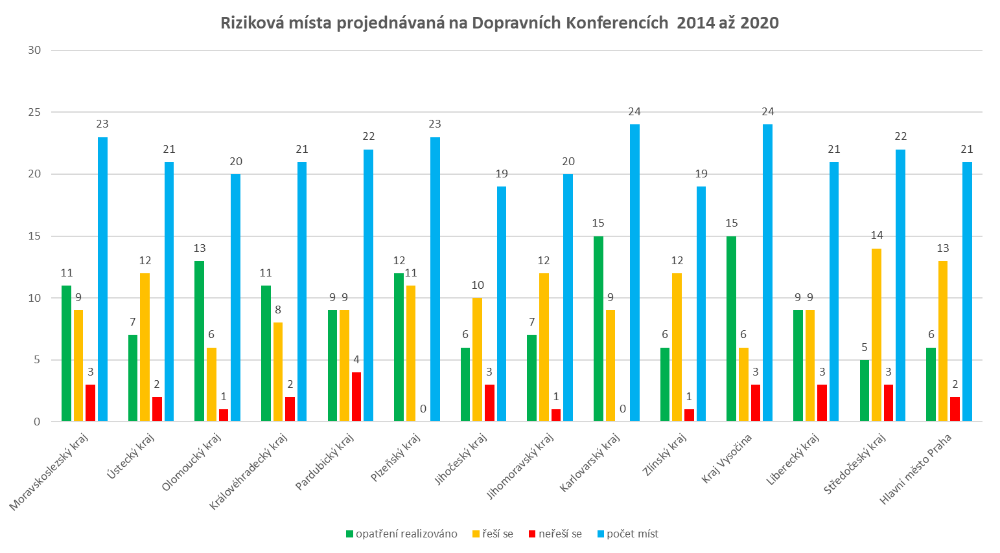 Riziková místa projednávaná na Dopravních Konferencích 2014 až 2020
30
25
20
15
10
5
0
11 9 3 23
7 12 2 21
13 6 1 20
11 8 2 21
9 9 4 22
12 11 0 23
6 10 3 19
7 12 1 20
15 9 0 24
6 12 1 19
15 6 3 24
9 9 3 21
5 14 3 22
6 13 2 21
Moravskoslezský kraj
Ústecký kraj
Olomoucký kraj
Královéhradecký kraj
Pardubický kraj
Plzeňský kraj
Jihočeský kraj
Jihomoravský kraj
Karlovarský kraj
Zlínský kraj
Kraj Vysočina
Liberecký kraj
Středočeský kraj
Hlavní město Praha
opatření realizováno řeší se neřeší se počet míst